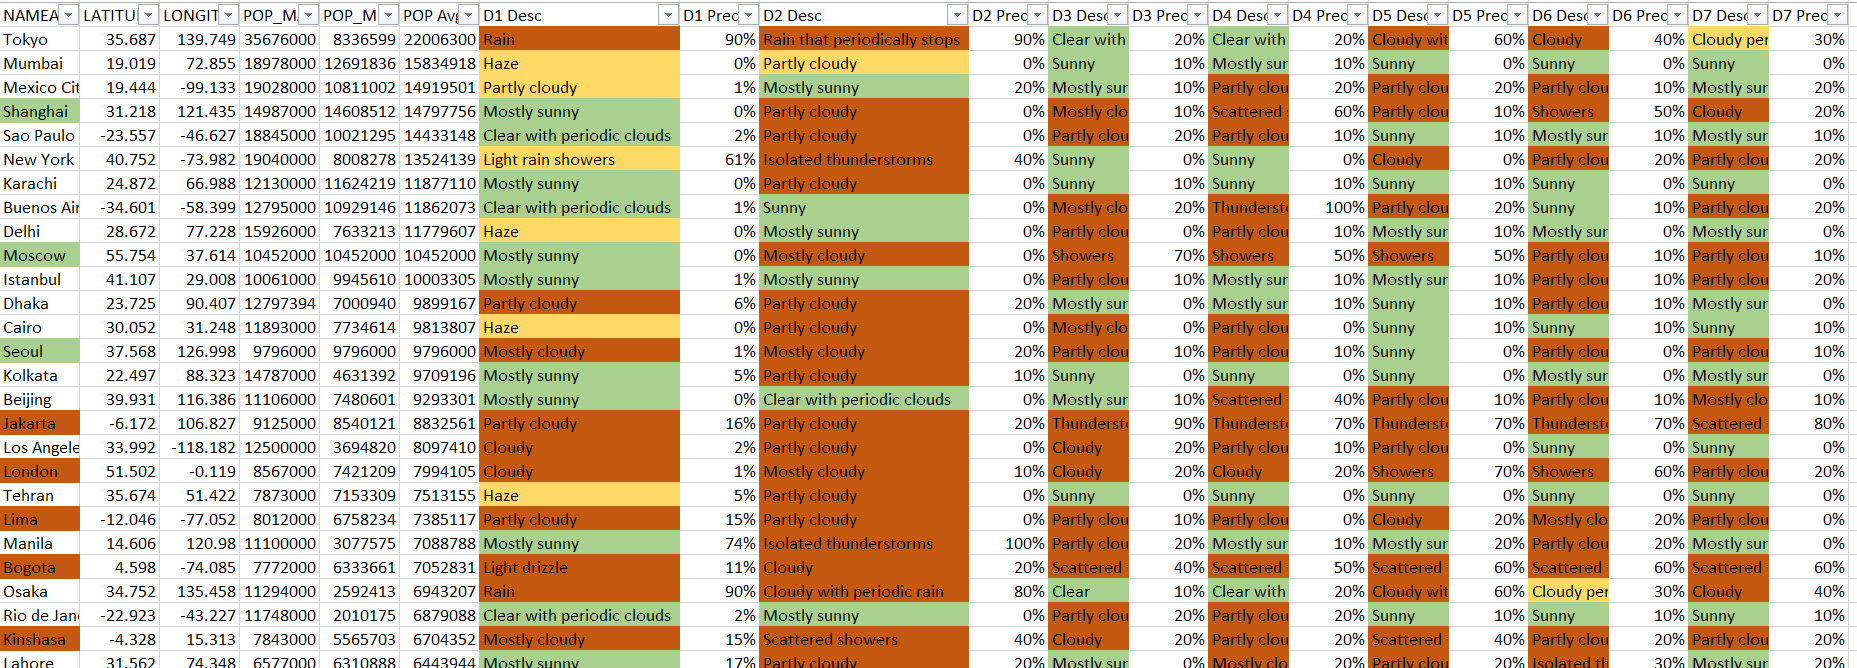 NAMEA LATITU LONGIT POP_M. POP_M POP Avg D1 Desc D1 Prec D2 Desc D2 Prec D3 Desc D3 Prec D4 Desc D4 Prec D5 Desc D5 Prec D6 Desc D6 Prec D7 Desc D7 Prec
Tokyo 35.687 139.749 35676000 8336599 22006300 Rain 90% Rain that periodically stops 90% Clear with 20% Clear with 20% Cloudy wit 60% Cloudy 40% Cloudy per 30%
Mumbai 19.019 72.855 18978000 12691836 15834918 Haze 0% Partly cloudy 0% Sunny 10% Mostly sur 10% Sunny 0% Sunny 0% Sunny 0%
Mexico Cit 19.444 -99.133 19028000 10811002 14919501 Partly cloudy 1% Mostly sunny 20% Mostly sur 10% Partly clou 20% Partly clou 20% Partly clou 10% Mostly sur 0%
Shanghai 31.218 121.435 14987000 14608512 14797756 Mostly sunny 0% Partly cloudy 0% Mostly clo 10% Scattered 60% Partly clou 10% Showers 50% Cloudy 20%
Sao Paulo -23.557 -46.627 18845000 10021295 14433148 Clear with periodic clouds 2% Partly cloudy 0% Partly clou 20% Partly clou 10% Sunny 10% Mostly sur 10% Mostly sur 10%
New York 40.752 -73.982 19040000 8008278 13524139 Light rain showers 61% Isolated thunderstorms 40% Sunny 0% Sunny 0% Cloudy 0% Partly clou 20% Partly clou 20%
Karachi 24.872 66.988 12130000 11624219 11877110 Mostly sunny 0% Partly cloudy 0% Sunny 10% Sunny 10% Sunny 10% Sunny 0% Sunny 0%
Buenos Air -34.601 -58.399 12795000 10929146 11862073 Clear with periodic clouds 1% Sunny 0% Mostly clo 20% Thunderst 100% Partly clou 20% Sunny 10% Partly clou 20%
Delhi 28.672 77.228 15926000 7633213 11779607 Haze 0% Mostly sunny 0% Partly clou 0% Partly clou 10% Mostly sur 10% Mostly sur 0% Mostly sur 0%
Moscow 55.754 37.614 10452000 10452000 10452000 Mostly sunny 0% Mostly cloudy 0% Showers 70% Showers 50% Showers 50% Partly clou 10% Partly clou 10%
Istanbul 41.107 29.008 10061000 9945610 10003305 Mostly sunny 1% Mostly sunny 0% Partly clou 10% Mostly sur 10% Mostly sur 10% Partly clou 10% Partly clou 20%
Dhaka 23.725 90.407 12797394 7000940 9899167 Partly cloudy 6% Partly cloudy 20% Mostly sur 0% Mostly sur 10% Sunny 0% Partly clou 10% Mostly sur 0%
Cairo 30.052 31.248 11893000 7734614 9813807 Haze 0% Partly cloudy 0% Mostly clo 0% Partly clou 0% Sunny 10% Sunny 10% Sunny 10%
Seoul 37.568 126.998 9796000 9796000 9796000 Mostly cloudy 1% Mostly cloudy 20% Partly clou 10% Partly clou 10% Sunny 0% Partly clou 0% Partly clou 10%
Kolkata 22.497 88.323 14787000 4631392 9709196 Mostly sunny 5% Partly cloudy 10% Sunny 0% Sunny 0% Sunny 0% Mostly sur 0% Mostly sur 0%
Beijing 39.931 116.386 11106000 7480601 9293301 Mostly sunny 0% Clear with periodic clouds 0% Mostly sur 10% Scattered 40% Partly clou 10% Partly clou 10% Mostly clo 10%
Jakarta -6.172 106.827 9125000 8540121 8832561 Partly cloudy 16% Partly cloudy 20% Thunderst 90% Thunderst 70% Thunderst 70% Thunderst 70% Scattered 80%
Los Angele 33.992 -118.182 12500000 3694820 8097410 Cloudy 2% Partly cloudy 0% Cloudy 20% Partly clou 10% Partly clou 0% Sunny 0% Sunny 0%
London 51.502 -0.119 8567000 7421209 7994105 Cloudy 1% Mostly cloudy 10% Cloudy 20% Cloudy 20% Showers 70% Showers 60% Partly clou 20%
Tehran 35.674 51.422 7873000 7153309 7513155 Haze 5% Partly cloudy 0% Sunny 0% Sunny 0% Sunny 0% Sunny 0% Sunny 0%
Lima -12.046 -77.052 8012000 6758234 7385117 Partly cloudy 15% Partly cloudy 0% Partly clou 10% Partly clou 0% Cloudy 20% Mostly clo 20% Partly clou 0%
Manila 14.606 120.98 11100000 3077575 7088788 Mostly sunny 74% Isolated thunderstorms 100% Partly clou 20% Mostly sur 10% Mostly sur 20% Partly clou 20% Mostly sur 0%
Bogota 4.598 -74.085 7772000 6333661 7052831 Light drizzle 11% Cloudy 20% Scattered 40% Scattered 50% Scattered 60% Scattered 60% Scattered 60%
Osaka 34.752 135.458 11294000 2592413 6943207 Rain 90% Cloudy with periodic rain 80% Clear 10% Clear with 20% Cloudy wit 60% Cloudy per 30% Cloudy 40%
Rio de Jan -22.923 -43.227 11748000 2010175 6879088 Clear with periodic clouds 2% Mostly sunny 0% Partly clou 20% Partly clou 20% Sunny 10% Sunny 10% Sunny 10%
Kinshasa -4.328 15.313 7843000 5565703 6704352 Mostly cloudy 15% Scattered showers 40% Cloudy 20% Partly clou 20% Scattered 40% Partly clou 20% Partly clou 20%
Lahore 31.562 74.348 6577000 6310888 6443944 Mostly sunny 17% Partly cloudy 20% Mostly sur 0% Mostly clo 20% Partly clou 20% Isolated th 30% Mostly sur 20%